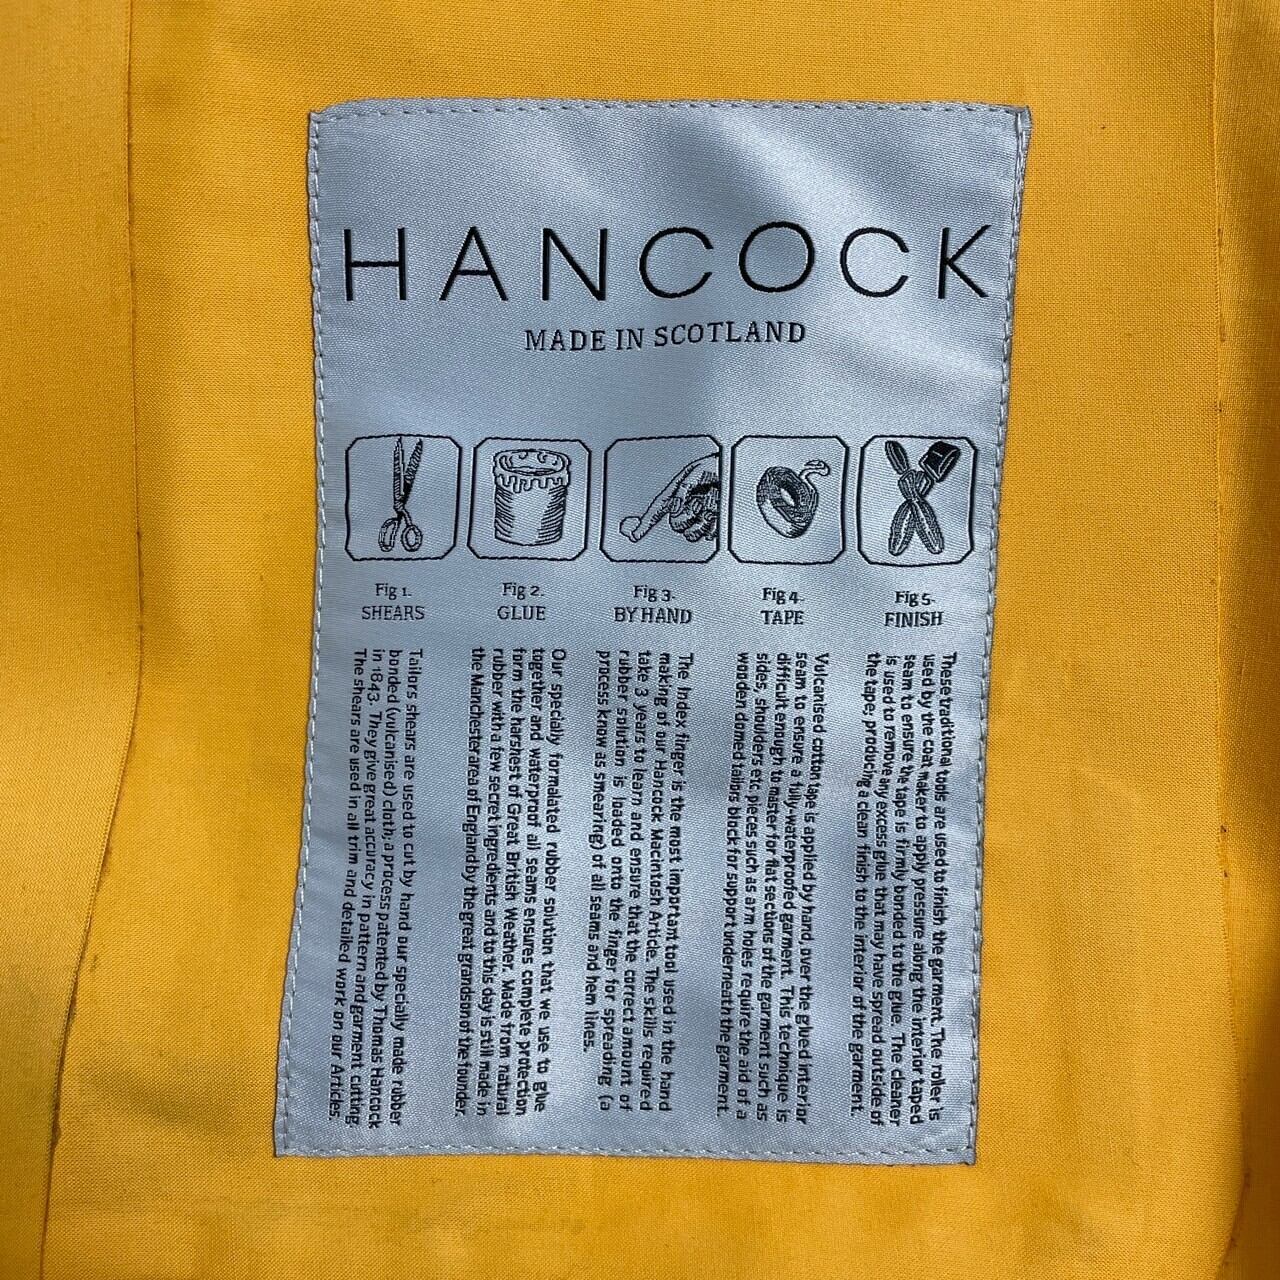 HANCOCK
MADE IN SCOTLAND
Fig 1.
SHEARS
Fig 2.
GLUE
Fig 3.
BY HAND
Fig 4.
TAPE
Fig 5.
FINISH
Tailors shears are used to cut by hand our specially made rubber
bonded (vulcanised) cloth; a process patented by Thomas Hancock
in 1843. They give great accuracy in pattern and garment cutting.
The shears are used in all trim and detailed work on our Articles.
Our specially formalated rubber solution that we use to glue
together and waterproof all seams ensures complete protection
form the harshest of Great British Weather. Made from natural
rubber with a few secret ingredients and to this day is still made in
the Manchester area of England by the great grandson of the founder.
The index finger is the most important tool used in the hand
making of our Hancock Macintosh Article. The skills required
take 3 years to learn and ensure that the correct amount of
rubber solution is loaded onto the finger for spreading (a
process know as smearing) of all seams and hem lines.
Vulcanised cotton tape is applied by hand, over the glued interior
seam to ensure a fully-waterproofed garment. This technique is
difficult enough to master for flat sections of the garment such as
sides, shoulders etc, pieces such as arm holes require the aid of a
wooden domed tailors block for support underneath the garment.
These traditional tools are used to finish the garment. The roller is
used by the coat maker to apply pressure along the interior taped
seam to ensure the tape is firmly bonded to the glue. The cleaner
is used to remove any excess glue that may have spread outside of
the tape; producing a clean finish to the interior of the garment.